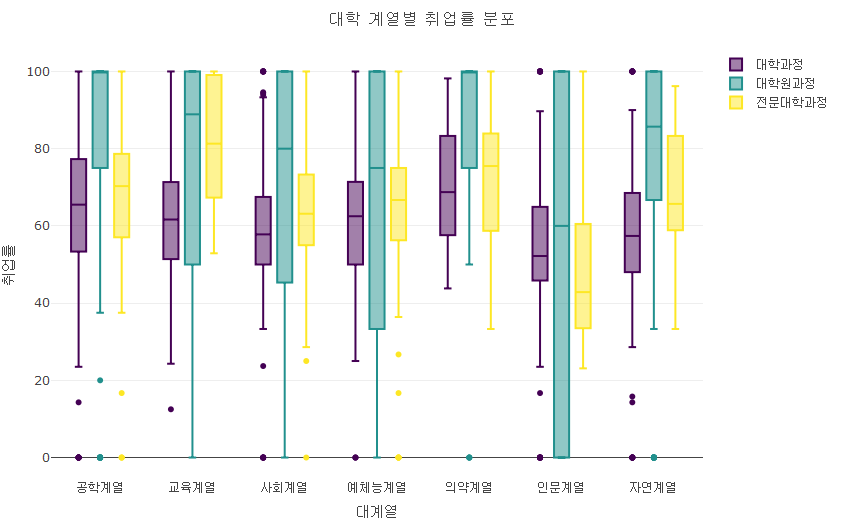 대학 계열별 취업률 분포
대학과정
대학원과정
전문대학과정
취업률
100
80
60
40
20
0
공학계열 교육계열 사회계열 예체능계열 의약계열 인문계열 자연계열
대계열